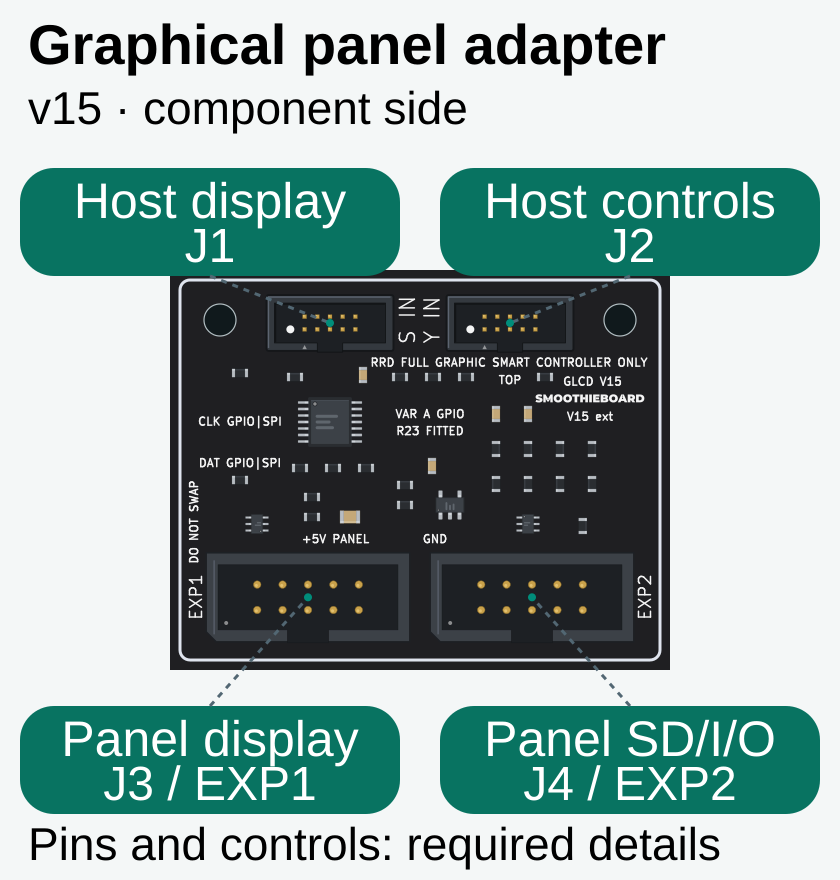 Graphical panel adapter
v15 · component side
Host display
J1
Host controls
J2
S IN
Y IN
RRD FULL GRAPHIC SMART CONTROLLER ONLY
TOP
GLCD V15
SMOOTHIEBOARD
V15 ext
CLK GPIO|SPI
VAR A GPIO
R23 FITTED
DAT GPIO|SPI
DO NOT SWAP
+5V PANEL
GND
EXP1
EXP2
Panel display
J3 / EXP1
Panel SD/I/O
J4 / EXP2
Pins and controls: required details